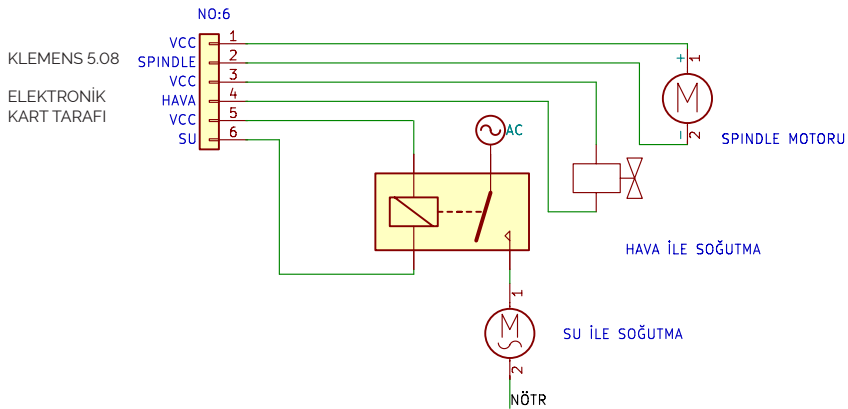 NO:6
KLEMENS 5.08
ELEKTRONİK
KART TARAFI
VCC 1
SPINDLE 2
VCC 3
HAVA 4
VCC 5
SU 6
AC
+ 1
M
- 2
SPINDLE MOTORU
HAVA İLE SOĞUTMA
1
M
2
SU İLE SOĞUTMA
NÖTR